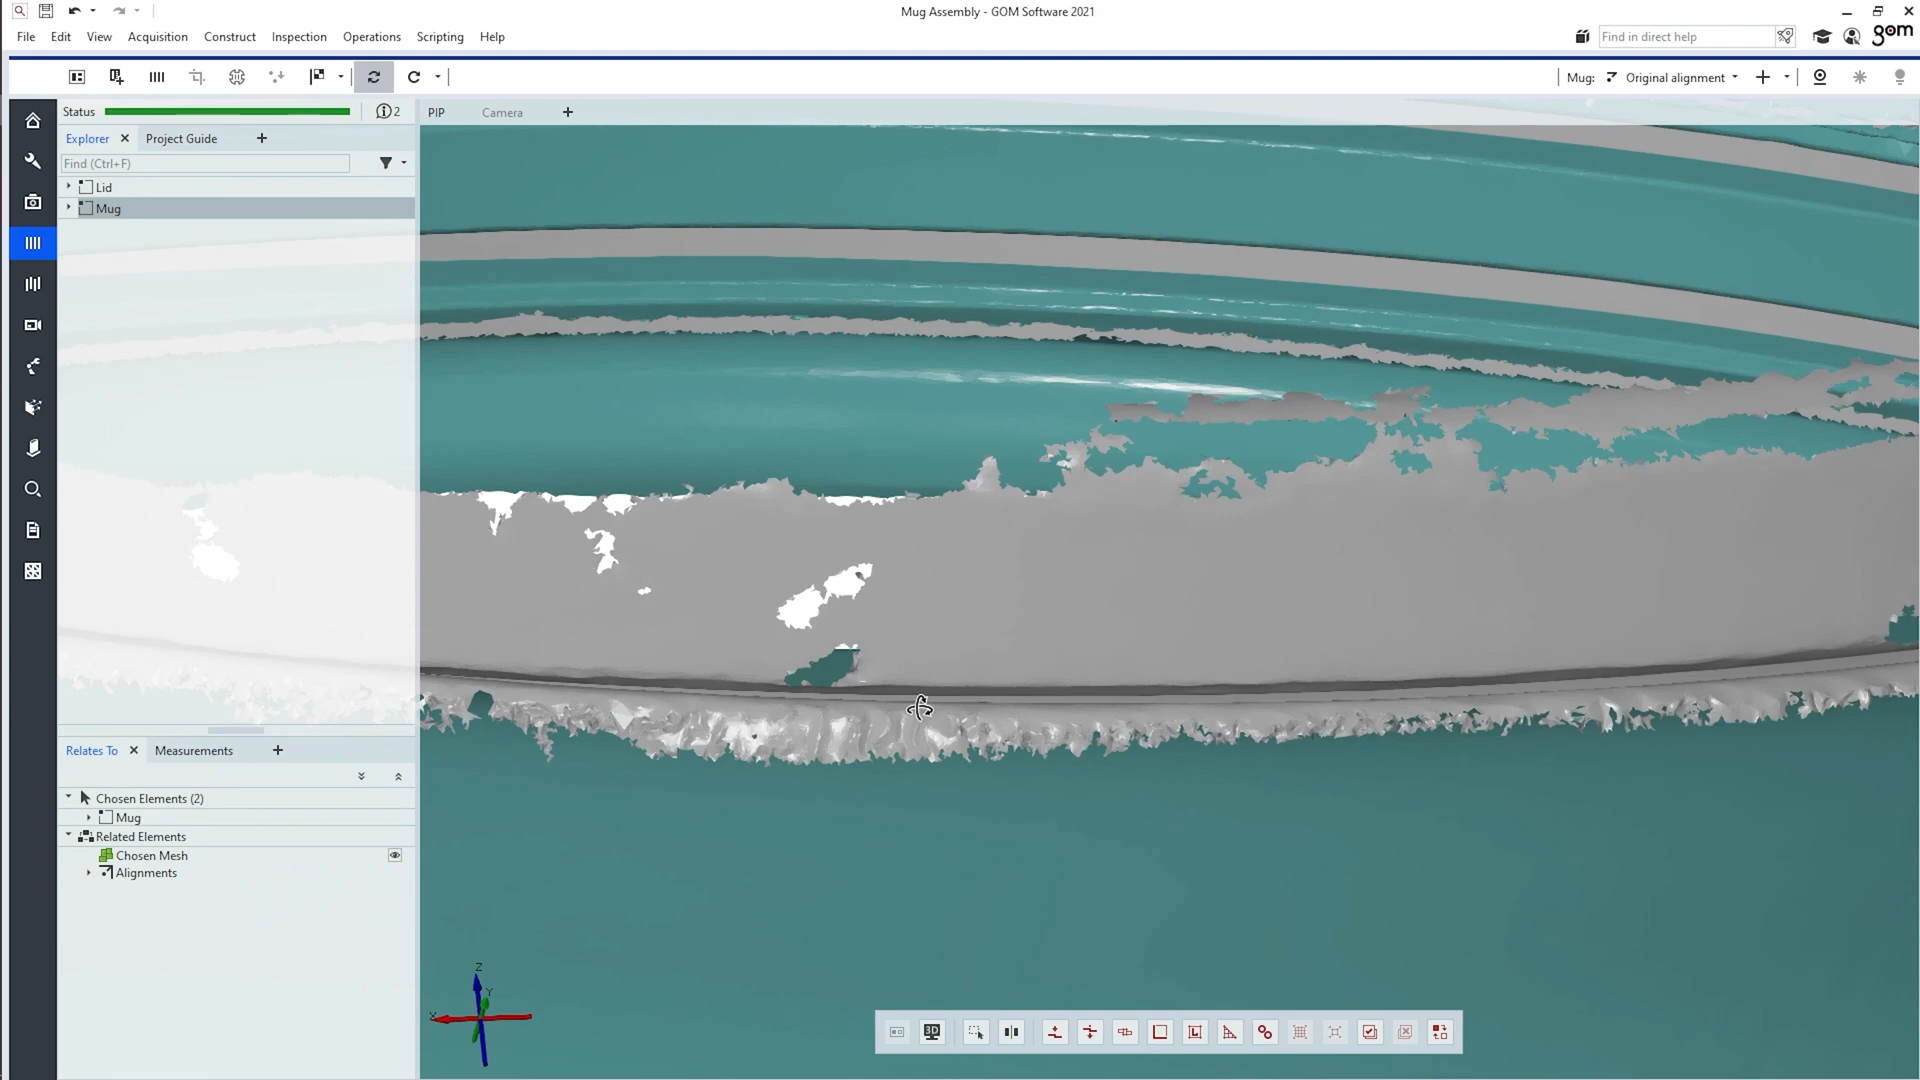 Mug Assembly - GOM Software 2021
File Edit View Acquisition Construct Inspection Operations Scripting Help
Find in direct help
gom
Mug: Original alignment
Status
2
PIP Camera +
Explorer Project Guide +
Find (Ctrl+F)
Lid
Mug
Relates To Measurements +
Chosen Elements (2)
Mug
Related Elements
Chosen Mesh
Alignments
Z
Y
X
3D